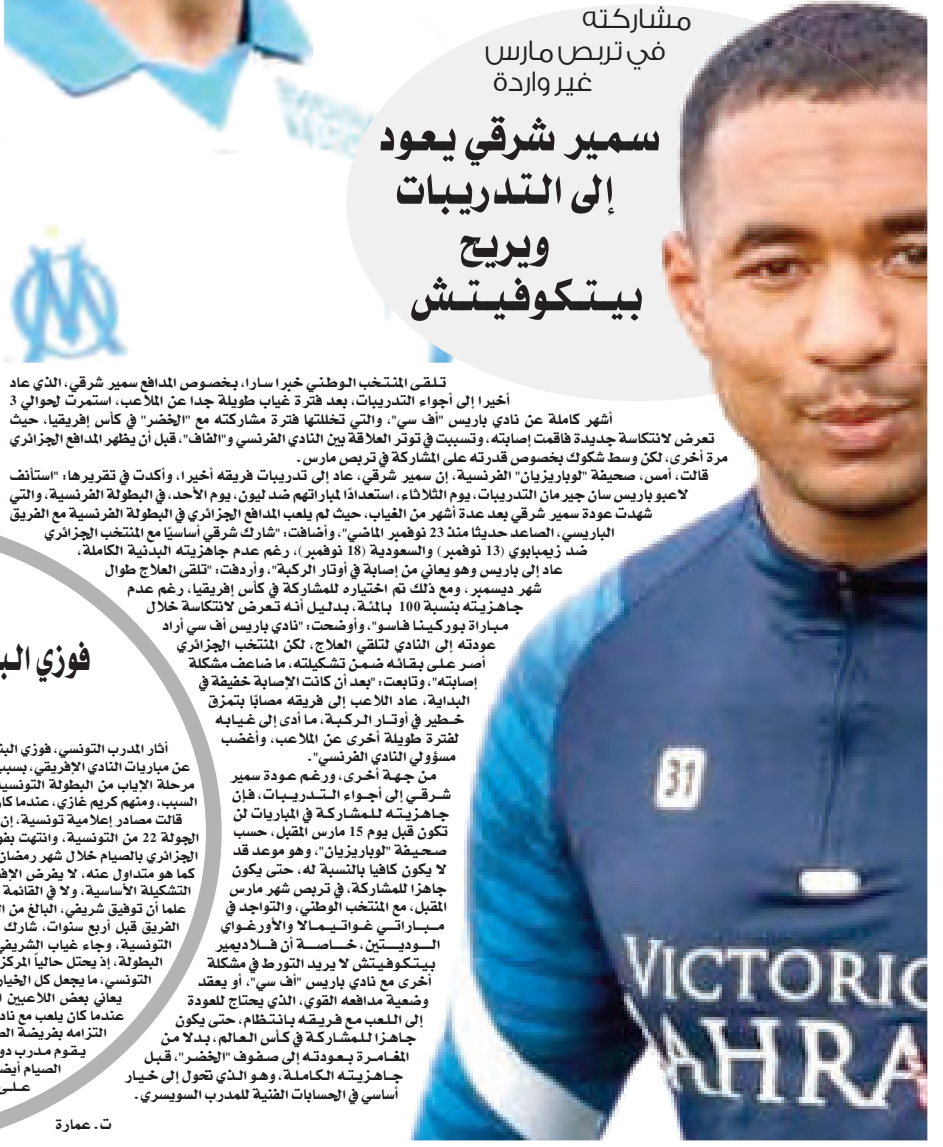 مشاركته
في تربص مارس
غير واردة
سمير شرقي يعود
إلى التدريبات
ويريح
بيتكوفيتش
تلقى المنتخب الوطني خبرا سارا، بخصوص المدافع سمير شرقي، الذي عاد
أخيرا إلى أجواء التدريبات، بعد فترة غياب طويلة جدا عن الملاعب، استمرت لحوالي 3
أشهر كاملة عن نادي باريس "أف سي"، والتي تخللتها فترة مشاركته مع "الخضر" في كأس إفريقيا، حيث
تعرض لانتكاسة جديدة فاقمت إصابته، وتسببت في توتر العلاقة بين النادي الفرنسي و"الفاف"، قبل أن يظهر المدافع الجزائري
مرة أخرى، لكن وسط شكوك بخصوص قدرته على المشاركة في تربص مارس.
قالت، أمس، صحيفة "لوباريزيان" الفرنسية، إن سمير شرقي، عاد إلى تدريبات فريقه أخيرا، وأكدت في تقريرها: "استأنف
لاعبو باريس سان جيرمان التدريبات، يوم الثلاثاء، استعدادًا لمباراتهم ضد ليون، يوم الأحد، في البطولة الفرنسية، والتي
شهدت عودة سمير شرقي بعد عدة أشهر من الغياب، حيث لم يلعب المدافع الجزائري في البطولة الفرنسية مع الفريق
الباريسي، الصاعد حديثا منذ 23 نوفمبر الماضي"، وأضافت: "شارك شرقي أساسيًا مع المنتخب الجزائري
ضد زيمبابوي (13 نوفمبر) والسعودية (18 نوفمبر)، رغم عدم جاهزيته البدنية الكاملة،
عاد إلى باريس وهو يعاني من إصابة في أوتار الركبة"، وأردفت: "تلقى العلاج طوال
شهر ديسمبر، ومع ذلك تم اختياره للمشاركة في كأس إفريقيا، رغم عدم
جاهزيته بنسبة 100 بالمئة، بدليل أنه تعرض لانتكاسة خلال
مباراة بوركينا فاسو"، وأوضحت: "نادي باريس أف سي أراد
عودته إلى النادي لتلقي العلاج، لكن المنتخب الجزائري
أصر على بقائه ضمن تشكيلته، ما ضاعف مشكلة
إصابته"، وتابعت: "بعد أن كانت الإصابة خفيفة في
البداية، عاد اللاعب إلى فريقه مصابًا بتمزق
خطير في أوتار الركبة، ما أدى إلى غيابه
لفترة طويلة أخرى عن الملاعب، وأغضب
مسؤولي النادي الفرنسي".
من جهة أخرى، ورغم عودة سمير
شرقي إلى أجواء التدريبات، فإن
جاهزيته للمشاركة في المباريات لن
تكون قبل يوم 15 مارس المقبل، حسب
صحيفة "لوباريزيان"، وهو موعد قد
لا يكون كافيا بالنسبة له، حتى يكون
جاهزا للمشاركة، في تربص شهر مارس
المقبل، مع المنتخب الوطني، والتواجد في
مباراتي غواتيمالا والأورغواي
الوديتين، خاصة أن فلاديمير
بيتكوفيتش لا يريد التورط في مشكلة
أخرى مع نادي باريس "أف سي"، أو يعقد
وضعية مدافعه القوي، الذي يحتاج للعودة
إلى اللعب مع فريقه بانتظام، حتى يكون
جاهزا للمشاركة في كأس العالم، بدلا من
المغامرة بعودته إلى صفوف "الخضر"، قبل
جاهزيته الكاملة، وهو الذي تحول إلى خيار
أساسي في الحسابات الفنية للمدرب السويسري.
ت. عمارة
فوزي
أثار المدرب التونسي، فوزي
عن مباريات النادي الإفريقي، بسبب
مرحلة الإياب من البطولة التونسية
السبب، ومنهم كريم غازي، عندما
قالت مصادر إعلامية تونسية، إن
الجولة 22 من التونسية، وانتهت
الجزائري بالصيام خلال شهر رمضان
كما هو متداول عنه، لا يفرض
التشكيلة الأساسية، ولا في القائمة
علما أن توفيق شريفي، البالغ من
الفريق قبل أربع سنوات، شارك
التونسية، وجاء غياب الشريفي
البطولة، إذ يحتل حالياً المركز
التونسي، ما يجعل كل
يعاني بعض اللاعبين
عندما كان يلعب مع
التزامه بفريضة
يقوم مدرب
الصيام
31
VICTORI
AHRA